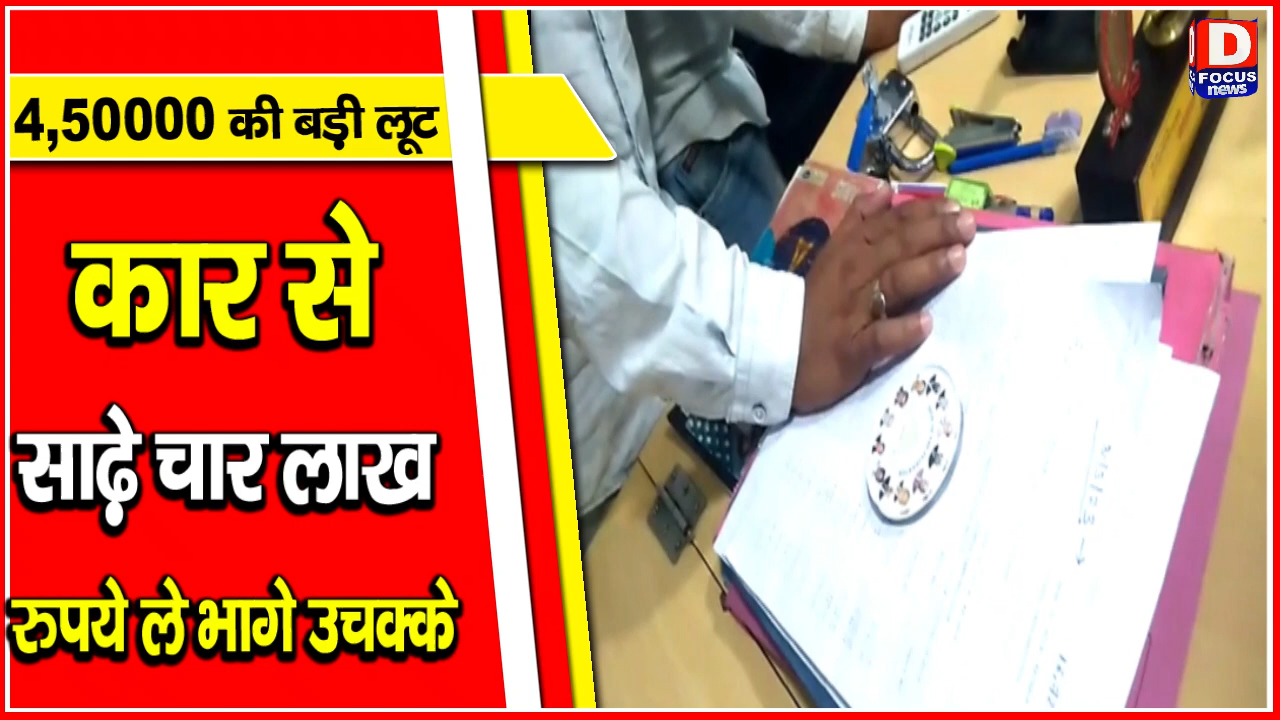 4,50000 की बड़ी लूट
कार से
साढ़े चार लाख
रुपये ले भागे उचक्के
D
FOCUS
news